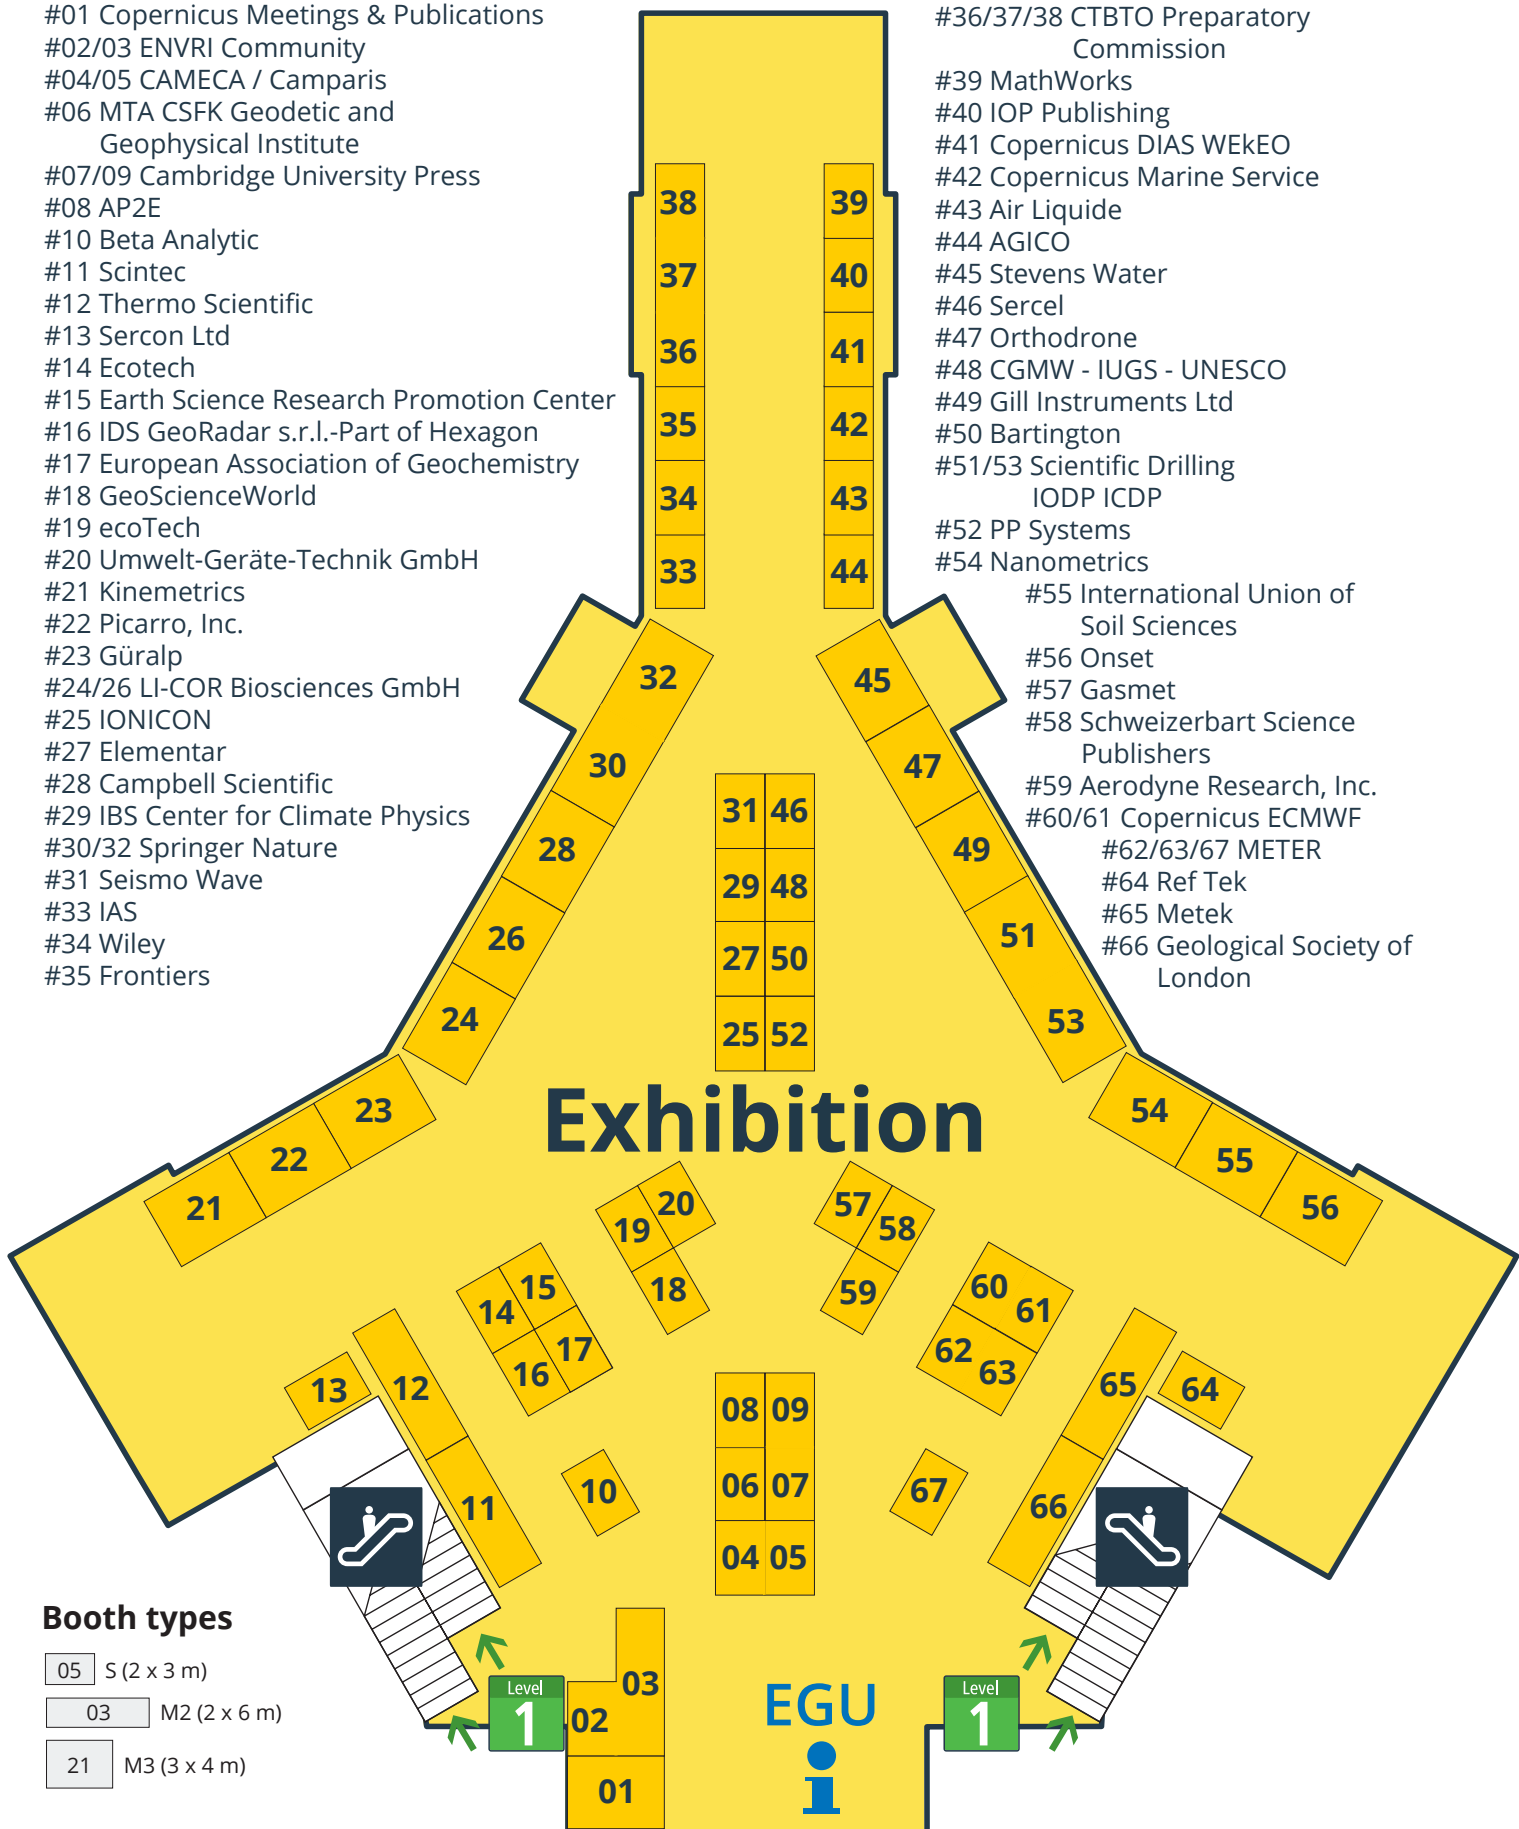 #01 Copernicus Meetings & Publications
#02/03 ENVRI Community
#04/05 CAMECA / Camparis
#06 MTA CSFK Geodetic and
Geophysical Institute
#07/09 Cambridge University Press
#08 AP2E
#10 Beta Analytic
#11 Scintec
#12 Thermo Scientific
#13 Sercon Ltd
#14 Ecotech
#15 Earth Science Research Promotion Center
#16 IDS GeoRadar s.r.l.-Part of Hexagon
#17 European Association of Geochemistry
#18 GeoScienceWorld
#19 ecoTech
#20 Umwelt-Geräte-Technik GmbH
#21 Kinemetrics
#22 Picarro, Inc.
#23 Güralp
#24/26 LI-COR Biosciences GmbH
#25 IONICON
#27 Elementar
#28 Campbell Scientific
#29 IBS Center for Climate Physics
#30/32 Springer Nature
#31 Seismo Wave
#33 IAS
#34 Wiley
#35 Frontiers
#36/37/38 CTBTO Preparatory
Commission
#39 MathWorks
#40 IOP Publishing
#41 Copernicus DIAS WEkEO
#42 Copernicus Marine Service
#43 Air Liquide
#44 AGICO
#45 Stevens Water
#46 Sercel
#47 Orthodrone
#48 CGMW - IUGS - UNESCO
#49 Gill Instruments Ltd
#50 Bartington
#51/53 Scientific Drilling
IODP ICDP
#52 PP Systems
#54 Nanometrics
#55 International Union of
Soil Sciences
#56 Onset
#57 Gasmet
#58 Schweizerbart Science
Publishers
#59 Aerodyne Research, Inc.
#60/61 Copernicus ECMWF
#62/63/67 METER
#64 Ref Tek
#65 Metek
#66 Geological Society of
London
38 39
37 40
36 41
35 42
34 43
33 44
32 45
30 47
31 46
28 49
29 48
26 51
27 50
24 53
25 52
Exhibition
23 54
22 55
21 56
20 57
19 58
18 59
15 60
14 61
17 62
16 63
13 12 65 64
08 09
11 10 06 07 67 66
04 05
03
02
01
Level
1
EGU
i
Level
1
Booth types
05 S (2 x 3 m)
03 M2 (2 x 6 m)
21 M3 (3 x 4 m)